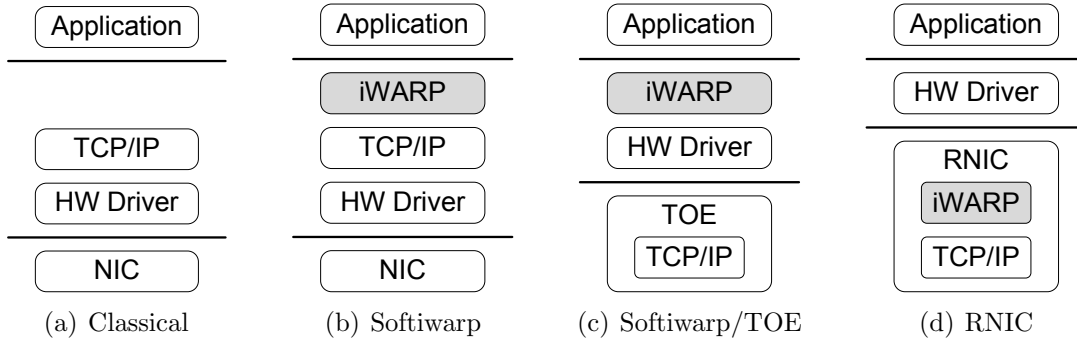 Application
TCP/IP
HW Driver
NIC
(a) Classical
Application
iWARP
TCP/IP
HW Driver
NIC
(b) Softiwarp
Application
iWARP
HW Driver
TOE
TCP/IP
(c) Softiwarp/TOE
Application
HW Driver
RNIC
iWARP
TCP/IP
(d) RNIC